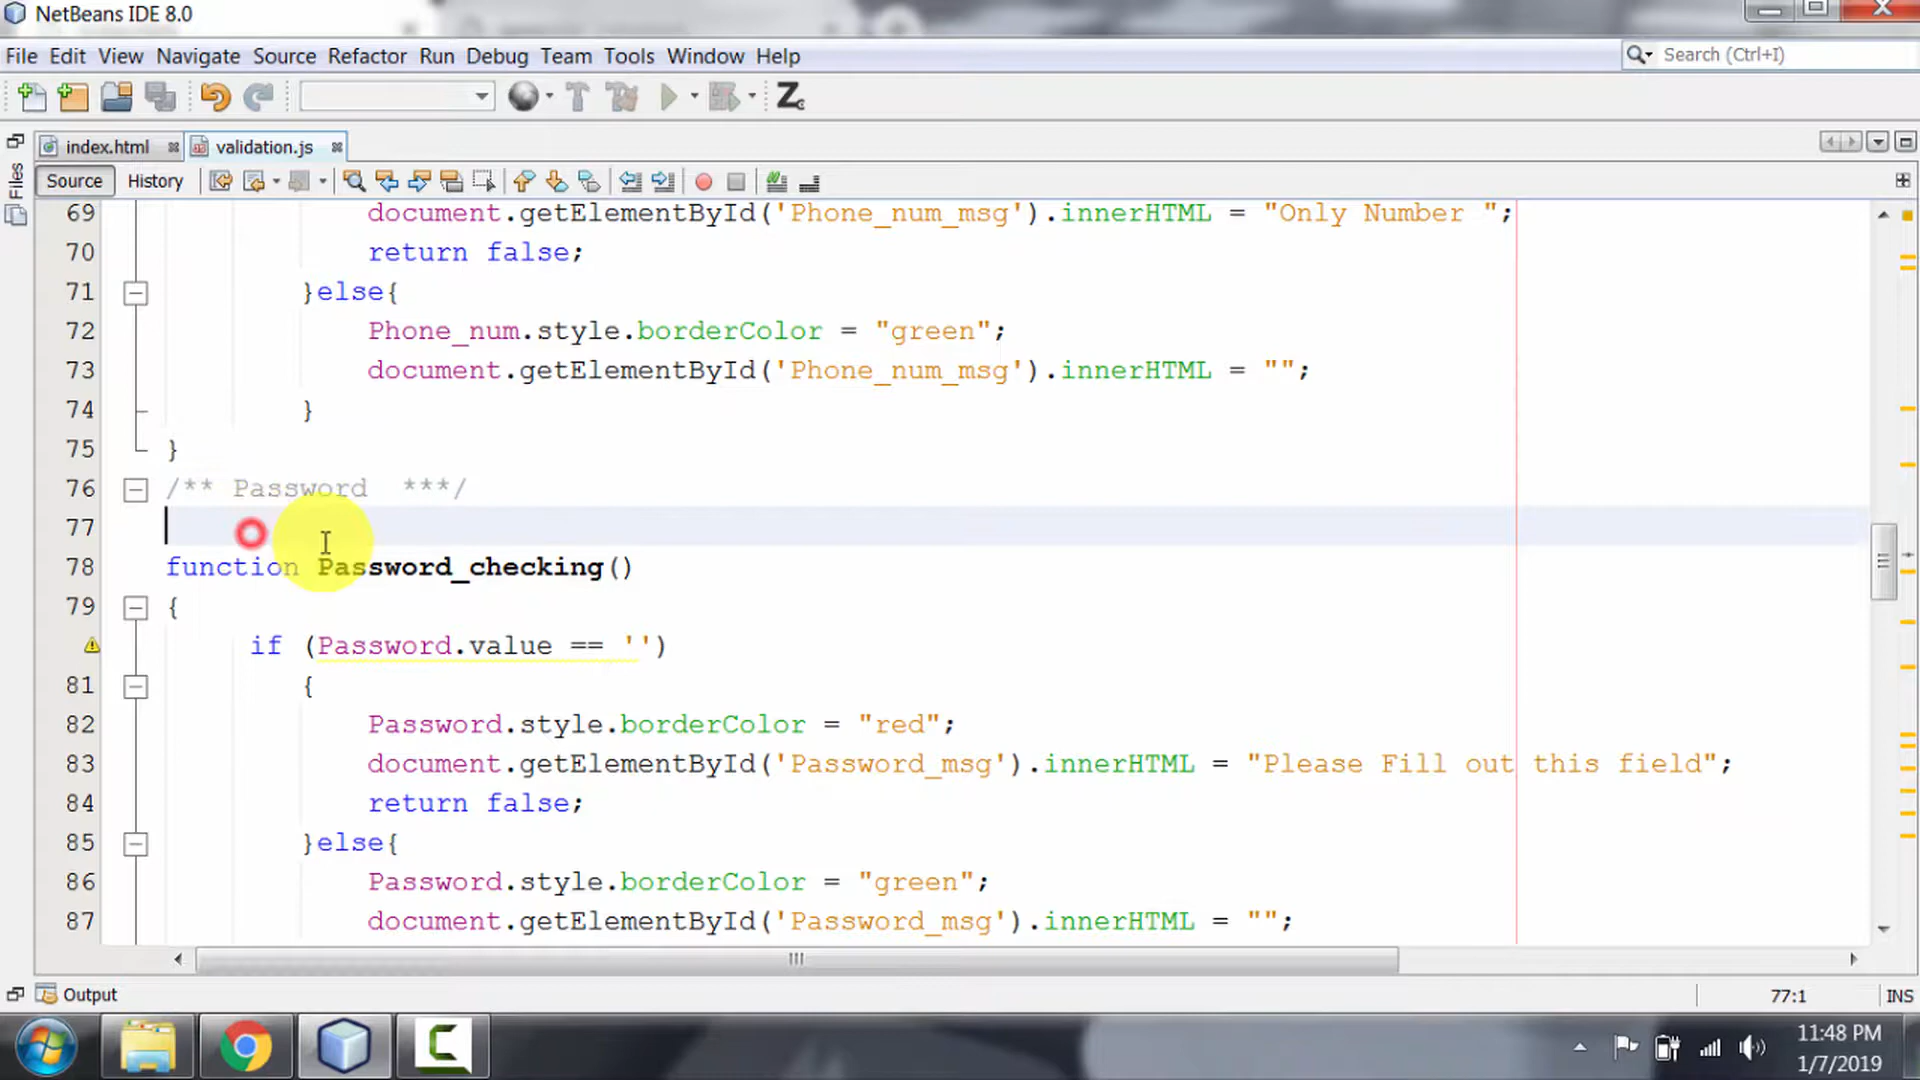 NetBeans IDE 8.0
File Edit View Navigate Source Refactor Run Debug Team Tools Window Help
Search (Ctrl+I)
index.html validation.js
Files
Source History
69 document.getElementById('Phone_num_msg').innerHTML = "Only Number ";
70 return false;
71 }else{
72 Phone_num.style.borderColor = "green";
73 document.getElementById('Phone_num_msg').innerHTML = "";
74 }
75 }
76 /** Password ***/
77
78 function Password_checking()
79 {
if (Password.value == '')
81 {
82 Password.style.borderColor = "red";
83 document.getElementById('Password_msg').innerHTML = "Please Fill out this field";
84 return false;
85 }else{
86 Password.style.borderColor = "green";
87 document.getElementById('Password_msg').innerHTML = "";
Output
77:1 INS
11:48 PM
1/7/2019